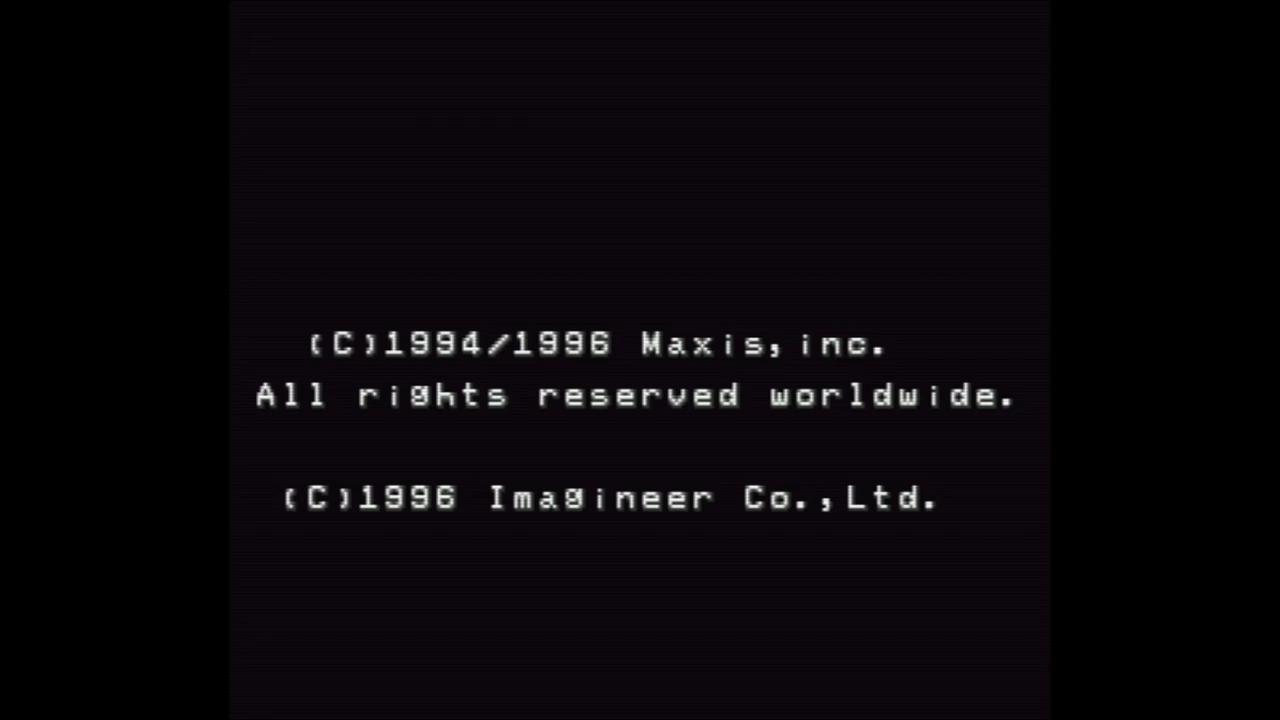 (C)1994/1996 Maxis,inc.
All rights reserved worldwide.
(C)1996 Imagineer Co.,Ltd.